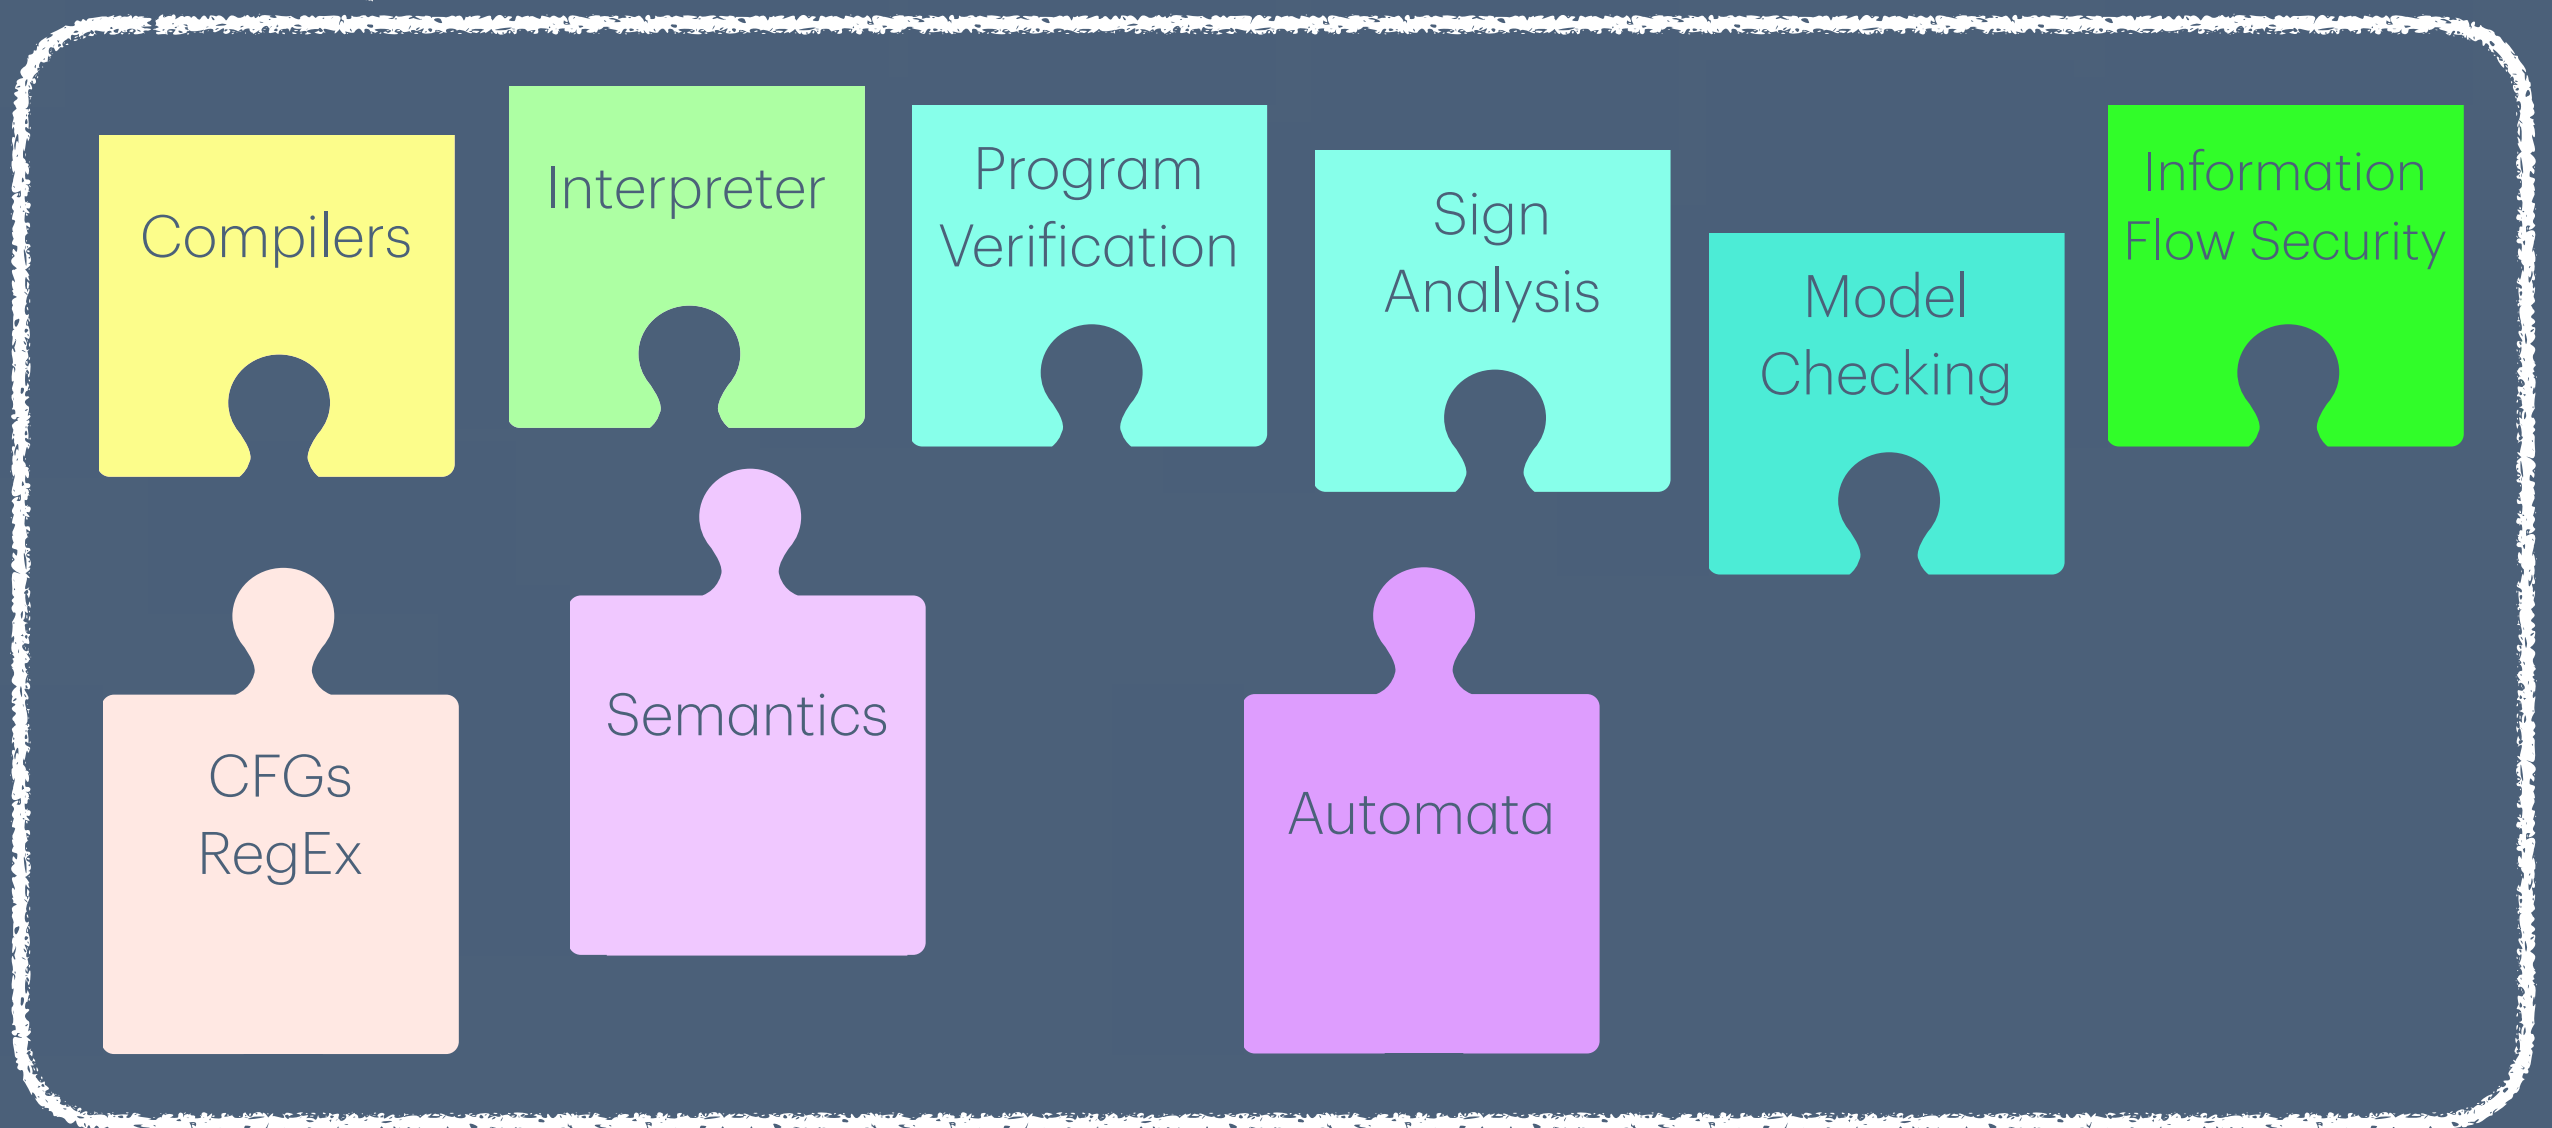 Compilers
Interpreter
Program
Verification
Sign
Analysis
Model
Checking
Information
Flow Security
CFGs
RegEx
Semantics
Automata